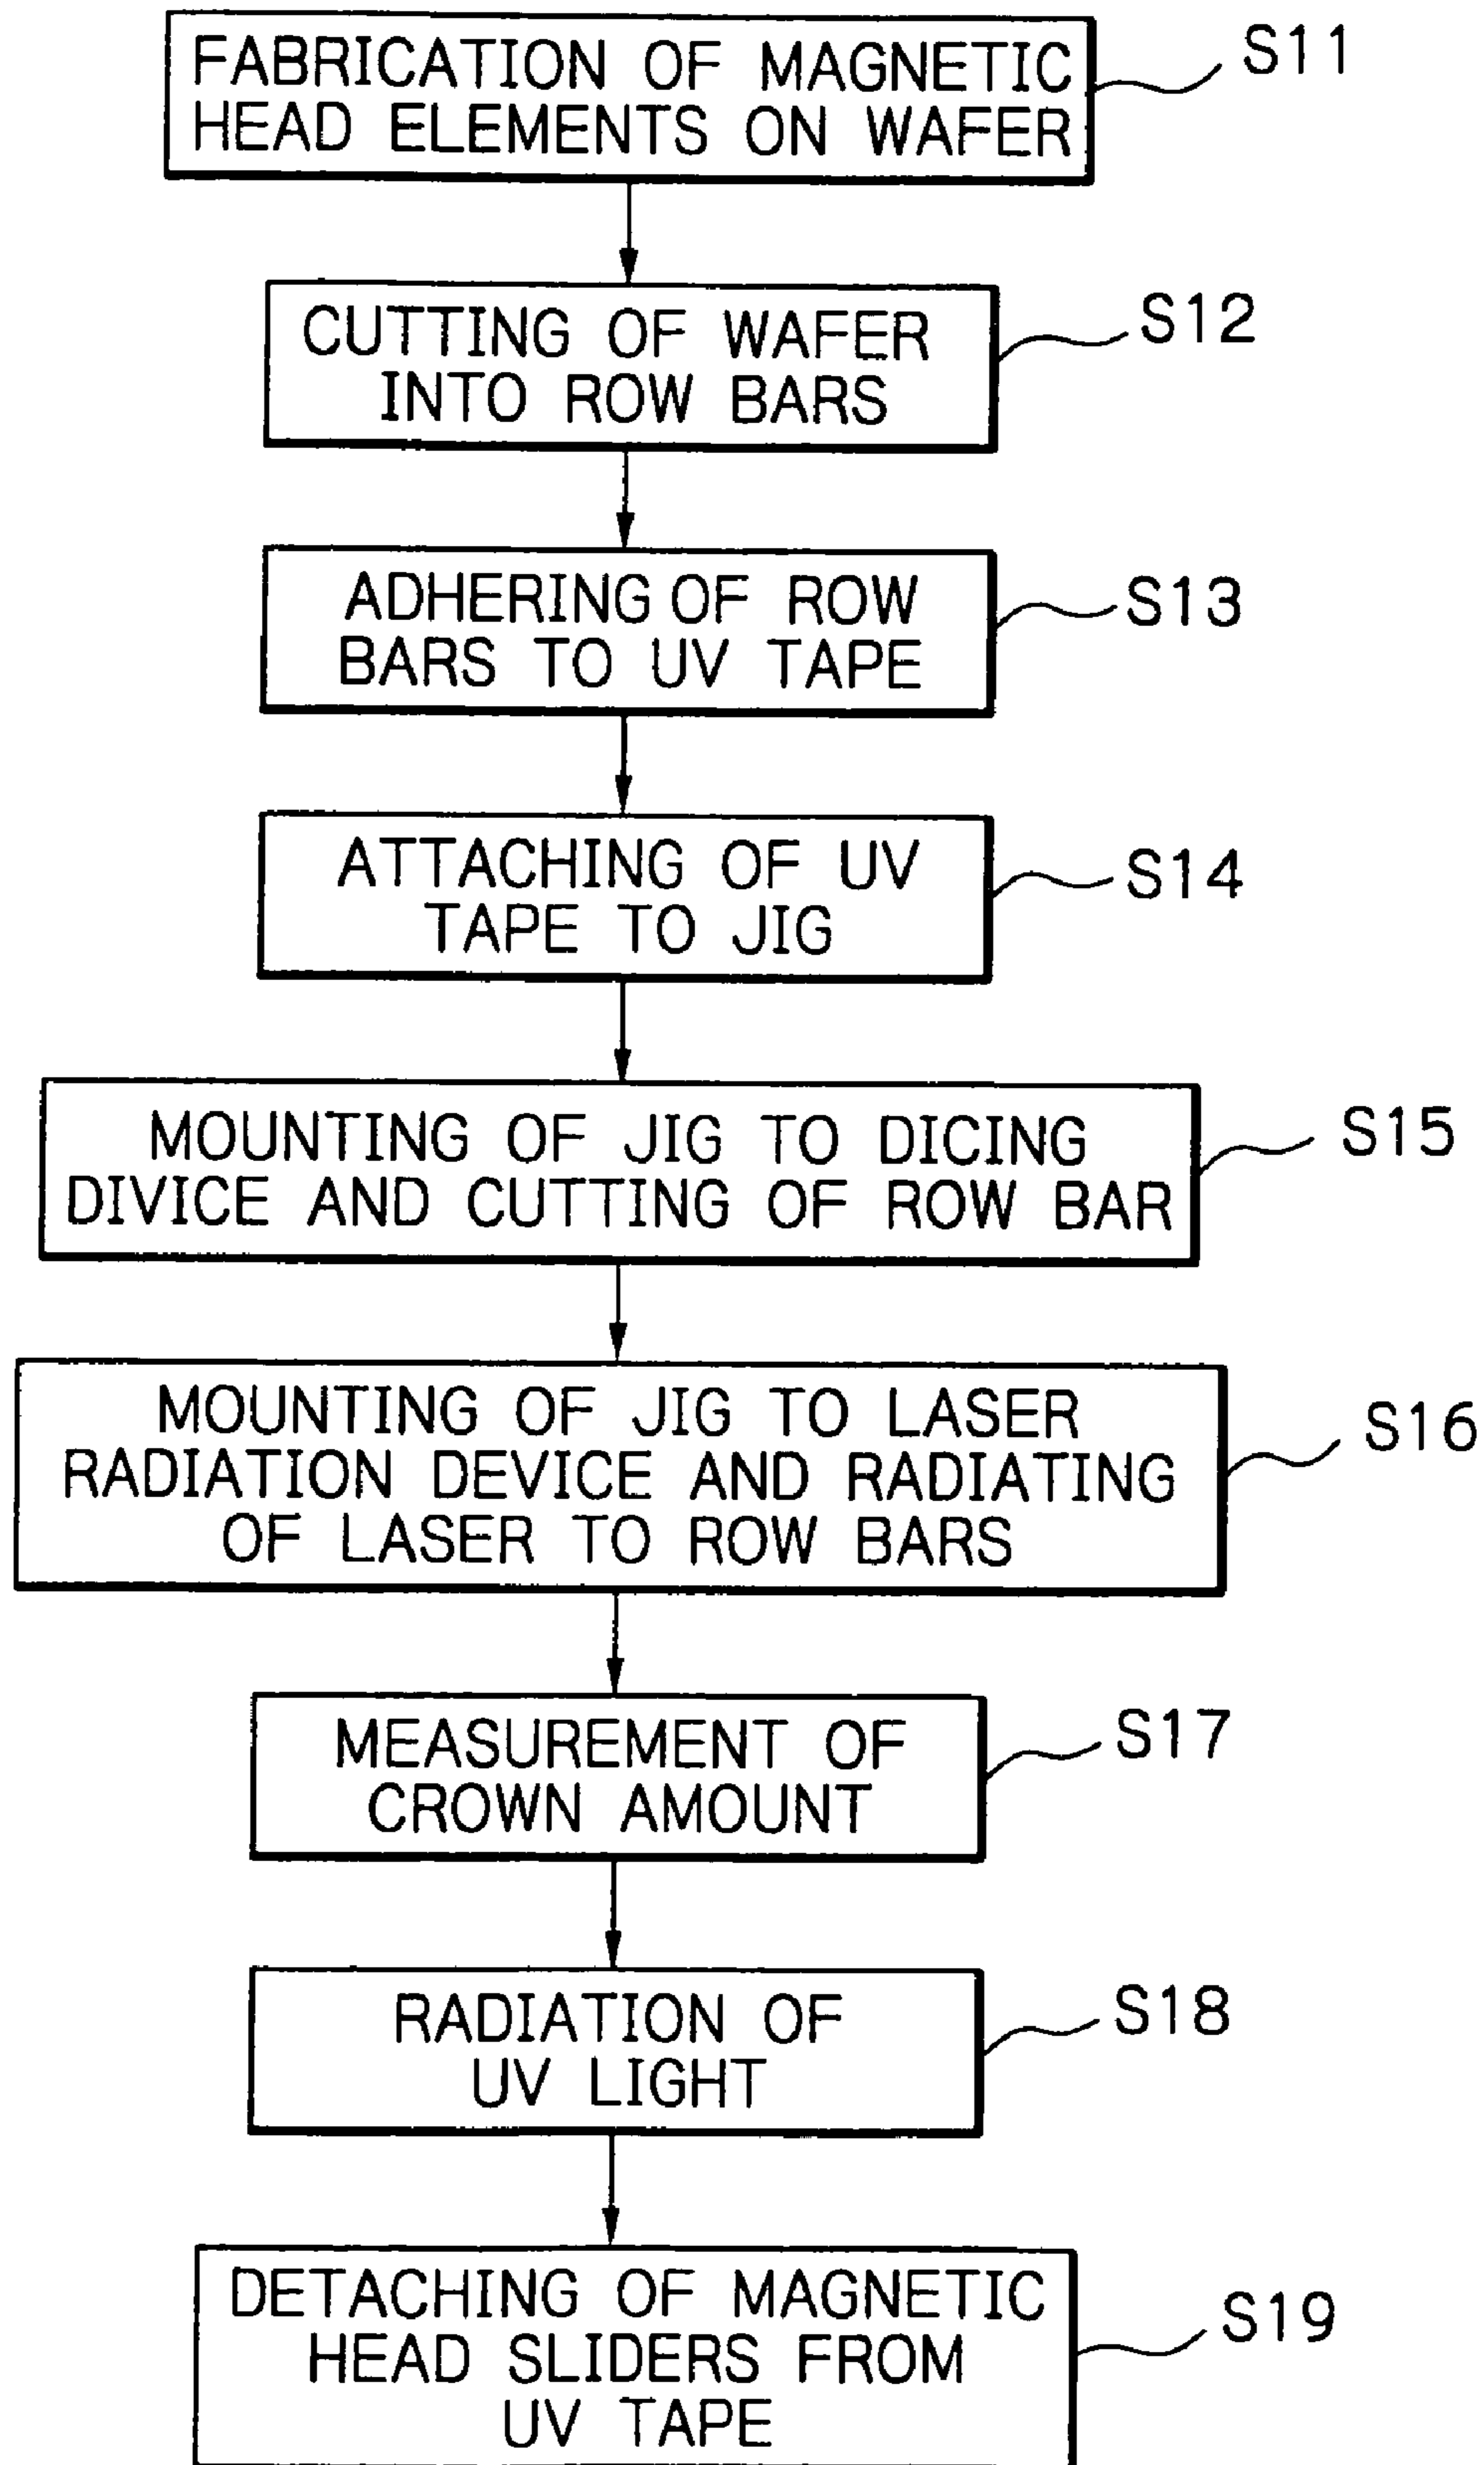 FABRICATION OF MAGNETIC
HEAD ELEMENTS ON WAFER
S11
CUTTING OF WAFER
INTO ROW BARS
S12
ADHERING OF ROW
BARS TO UV TAPE
S13
ATTACHING OF UV
TAPE TO JIG
S14
MOUNTING OF JIG TO DICING
DIVICE AND CUTTING OF ROW BAR
S15
MOUNTING OF JIG TO LASER
RADIATION DEVICE AND RADIATING
OF LASER TO ROW BARS
S16
MEASUREMENT OF
CROWN AMOUNT
S17
RADIATION OF
UV LIGHT
S18
DETACHING OF MAGNETIC
HEAD SLIDERS FROM
UV TAPE
S19